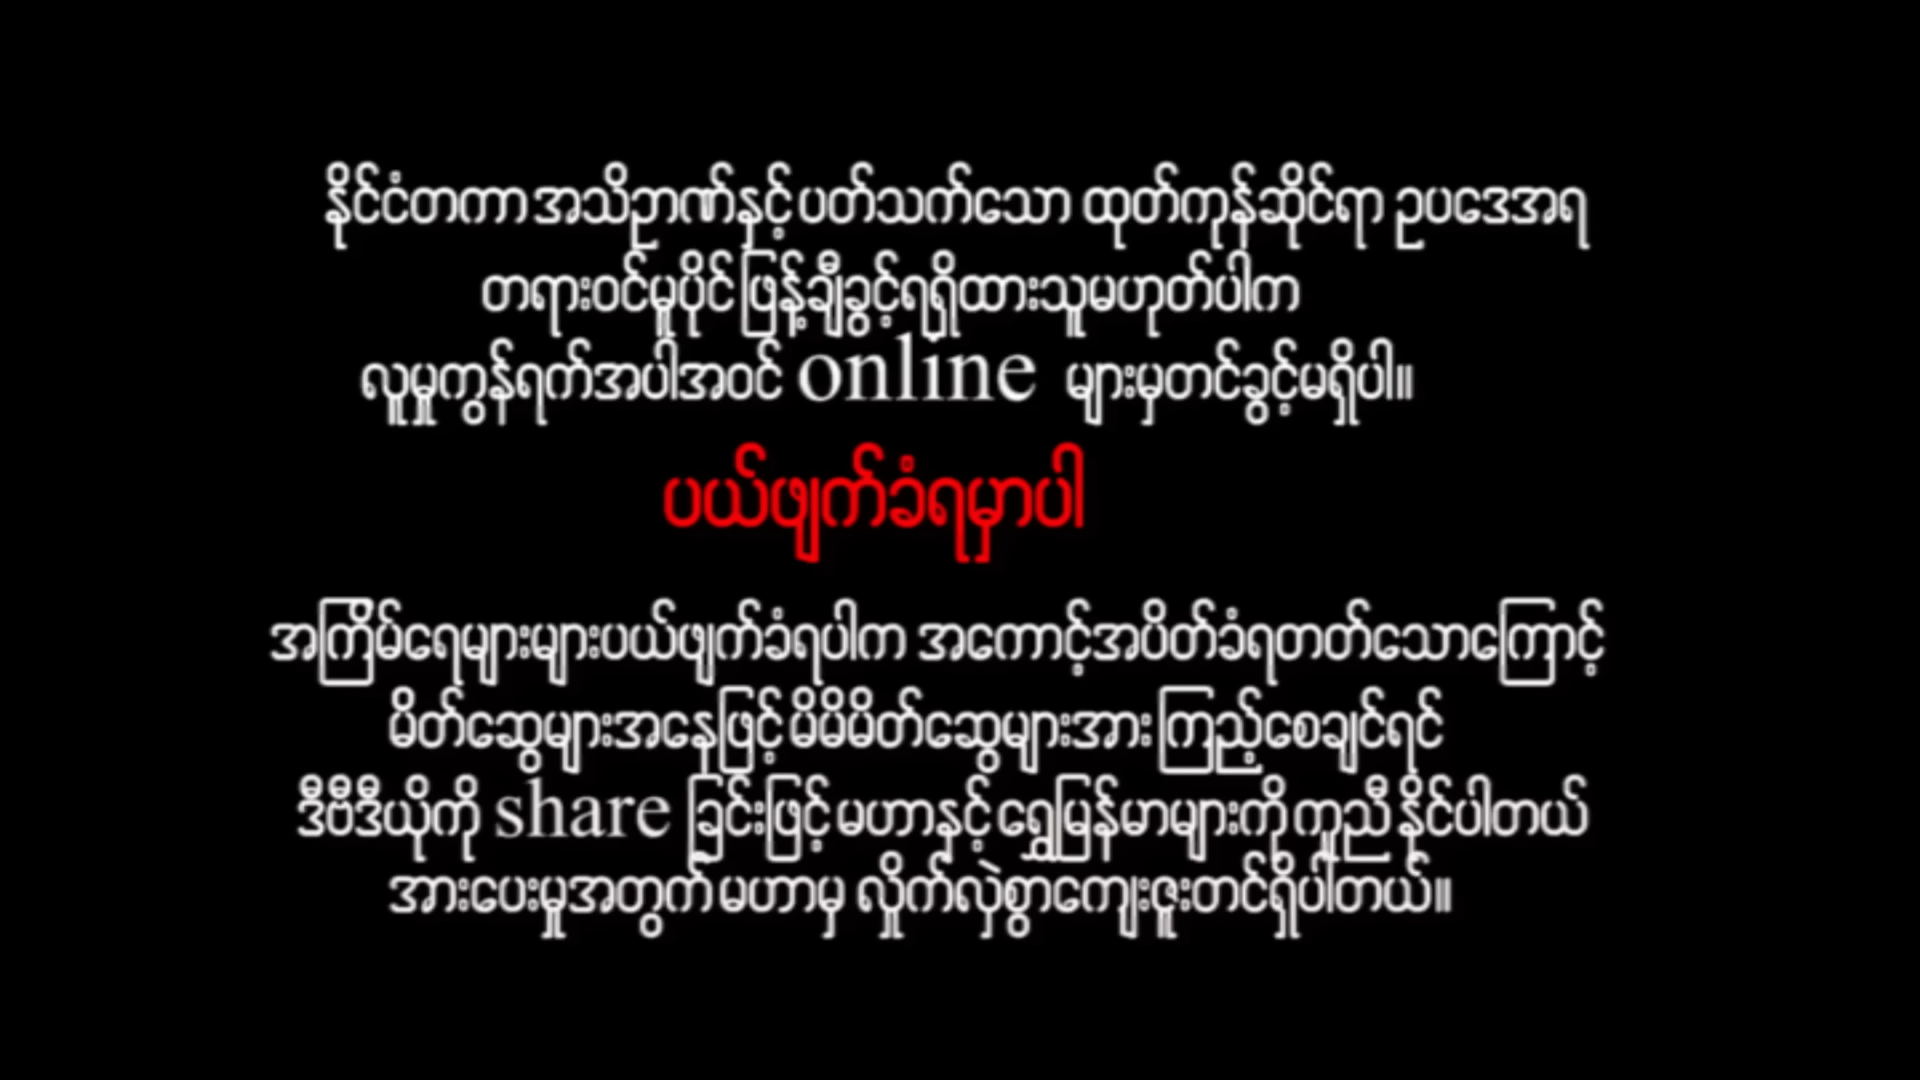 နိုင်ငံတကာ အသိဉာဏ်နှင့် ပတ်သက်သော ထုတ်ကုန်ဆိုင်ရာ ဥပဒေအရ
တရားဝင်မူပိုင် ဖြန့်ချီခွင့်ရရှိထားသူမဟုတ်ပါက
လူမှုကွန်ရက်အပါအဝင် online များမှတင်ခွင့်မရှိပါ။
ပယ်ဖျက်ခံရမှာပါ
အကြိမ်ရေများများပယ်ဖျက်ခံရပါက အကောင့်အပိတ်ခံရတတ်သောကြောင့်
မိတ်ဆွေများအနေဖြင့် မိမိမိတ်ဆွေများအား ကြည့်စေချင်ရင်
ဒီဗီဒီယိုကို share ခြင်းဖြင့် မဟာနှင့် ရွှေမြန်မာများကို ကူညီ နိုင်ပါတယ်
အားပေးမှုအတွက် မဟာမှ လှိုက်လှဲစွာကျေးဇူးတင်ရှိပါတယ်။